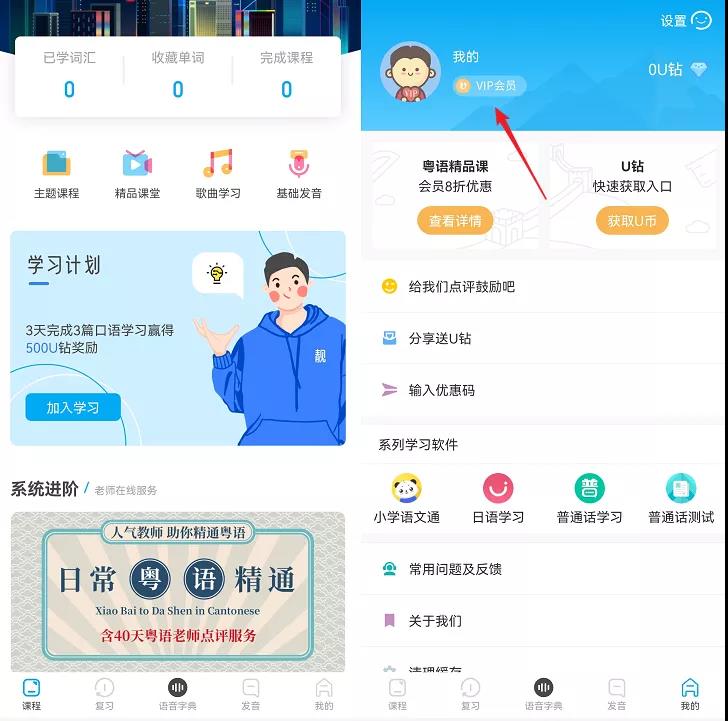 已学词汇
收藏单词
完成课程
0
0
0
主题课程
精品课堂
歌曲学习
基础发音
学习计划
3天完成3篇口语学习赢得
500U钻奖励
靓
加入学习
系统进阶 / 老师在线服务
人气教师 助你精通粤语
日常粤语精通
Xiao Bai to Da Shen in Cantonese
含40天粤语老师点评服务
课程
复习
语音字典
发音
我的
设置
我的
VIP会员
VIP
0U钻
粤语精品课
会员8折优惠
查看详情
U钻
快速获取入口
获取U币
给我们点评鼓励吧
分享送U钻
输入优惠码
系列学习软件
普
小学语文通
日语学习
普通话学习
普通话测试
常用问题及反馈
关于我们
清理缓存
课程
复习
语音字典
发音
我的